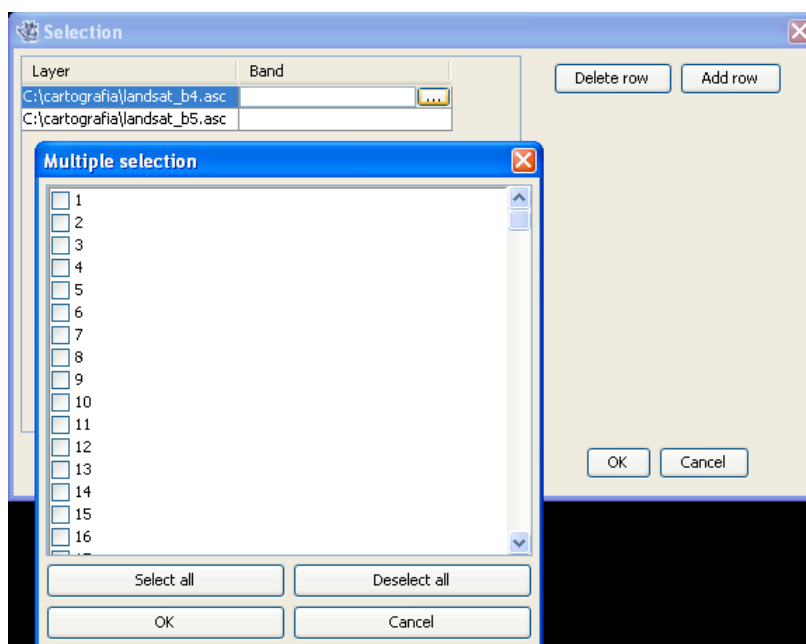 Selection
Layer Band
Delete row Add row
C:\cartografia\landsat_b4.asc ...
C:\cartografia\landsat_b5.asc
Multiple selection
1
2
3
4
5
6
7
8
9
10
11
12
13
14
15
16
Select all Deselect all
OK Cancel
OK Cancel